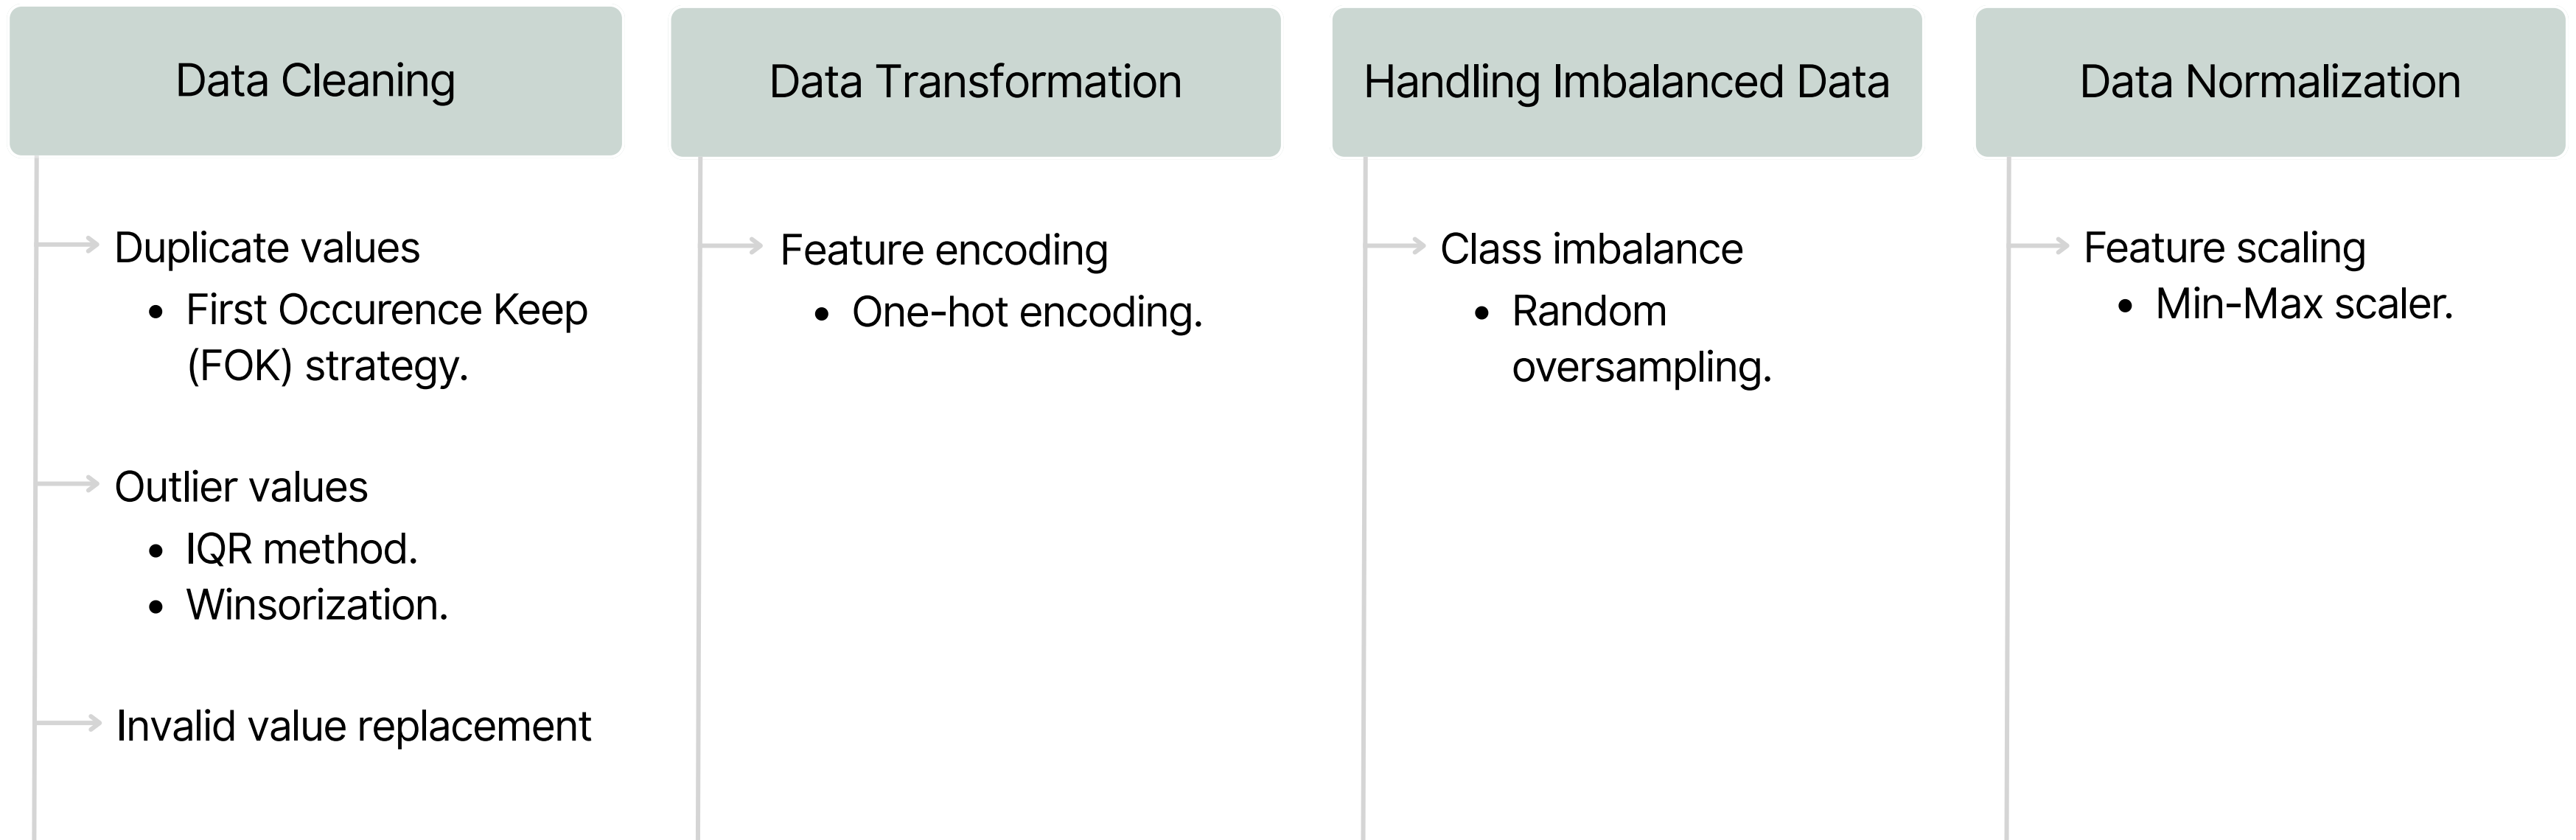 Data Cleaning
Duplicate values
• First Occurence Keep
(FOK) strategy.
Outlier values
• IQR method.
• Winsorization.
Invalid value replacement
Data Transformation
Feature encoding
• One-hot encoding.
Handling Imbalanced Data
Class imbalance
• Random
oversampling.
Data Normalization
Feature scaling
• Min-Max scaler.